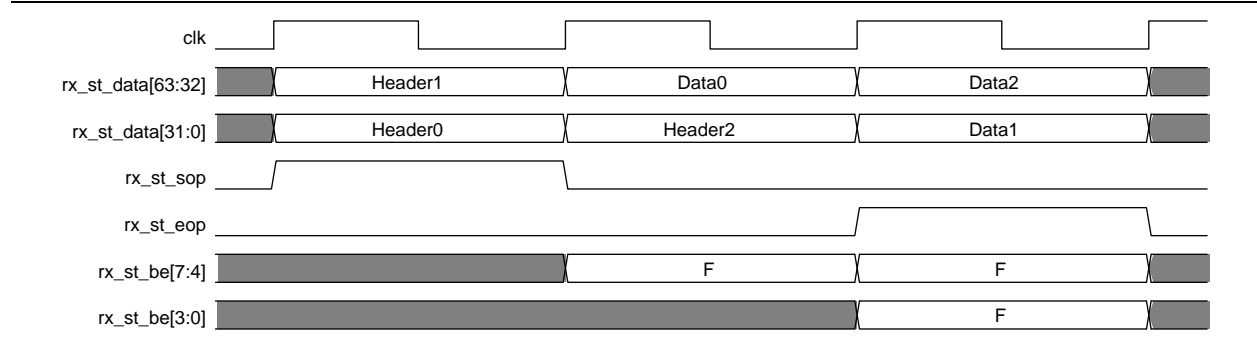 clk
rx_st_data[63:32] Header1 Data0 Data2
rx_st_data[31:0] Header0 Header2 Data1
rx_st_sop
rx_st_eop
rx_st_be[7:4] F F
rx_st_be[3:0] F